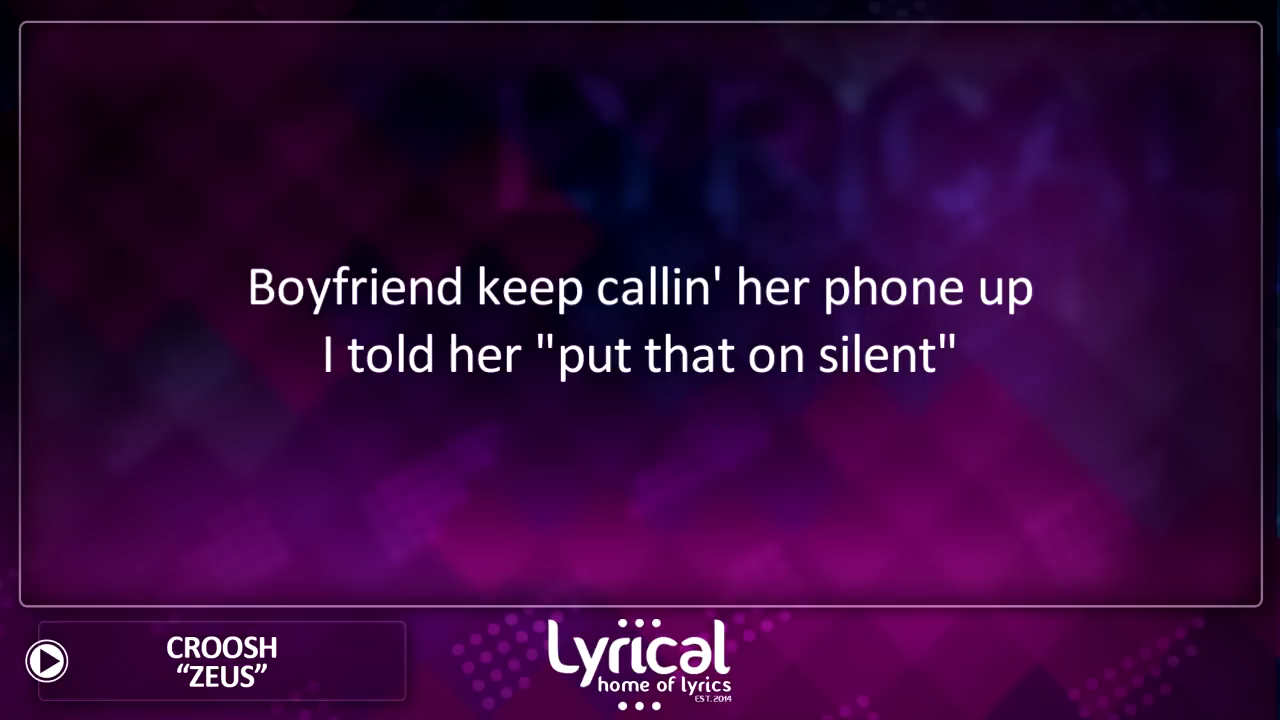 LYRICAL
Boyfriend keep callin' her phone up
I told her "put that on silent"
CROOSH
“ZEUS”
Lyrical
home of lyrics
EST. 2014